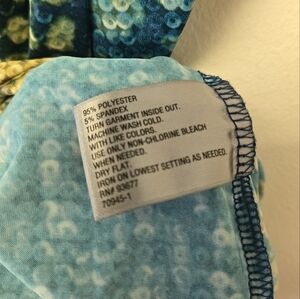 95% POLYESTER
5% SPANDEX
TURN GARMENT INSIDE OUT.
MACHINE WASH COLD.
WITH LIKE COLORS.
USE ONLY NON-CHLORINE BLEACH
WHEN NEEDED.
DRY FLAT.
IRON ON LOWEST SETTING AS NEEDED.
RN# 93677
70945-1